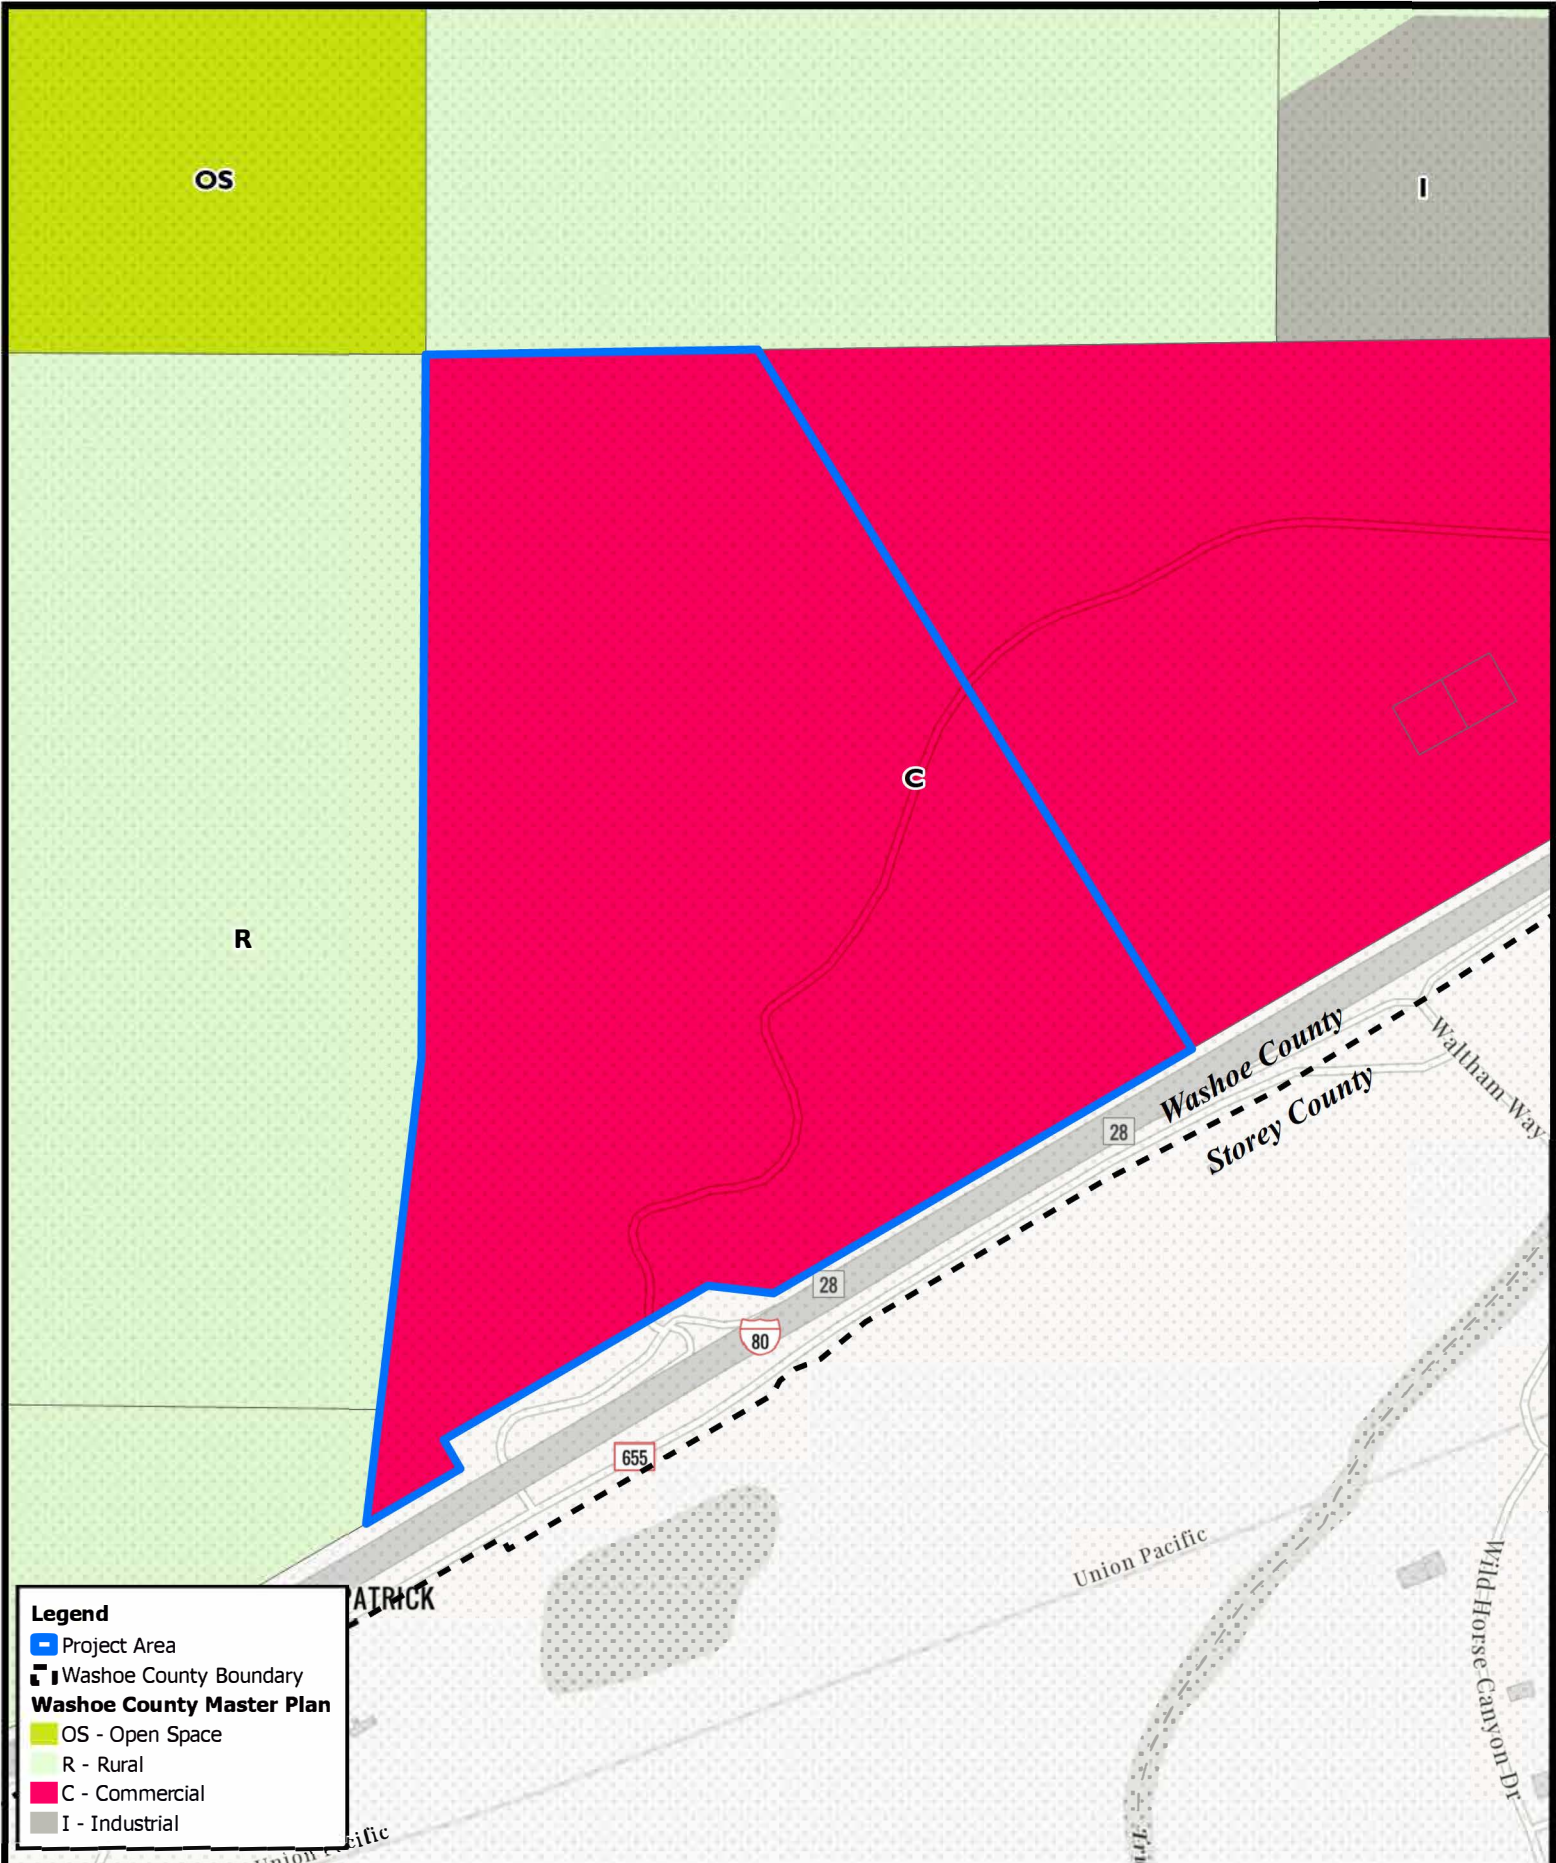 OS
I
C
R
Washoe County
Storey County
Waltham Way
28
28
80
655
Union Pacific
PATRICK
Wild Horse Canyon Dr
Legend
Project Area
Washoe County Boundary
Washoe County Master Plan
OS - Open Space
R - Rural
C - Commercial
I - Industrial